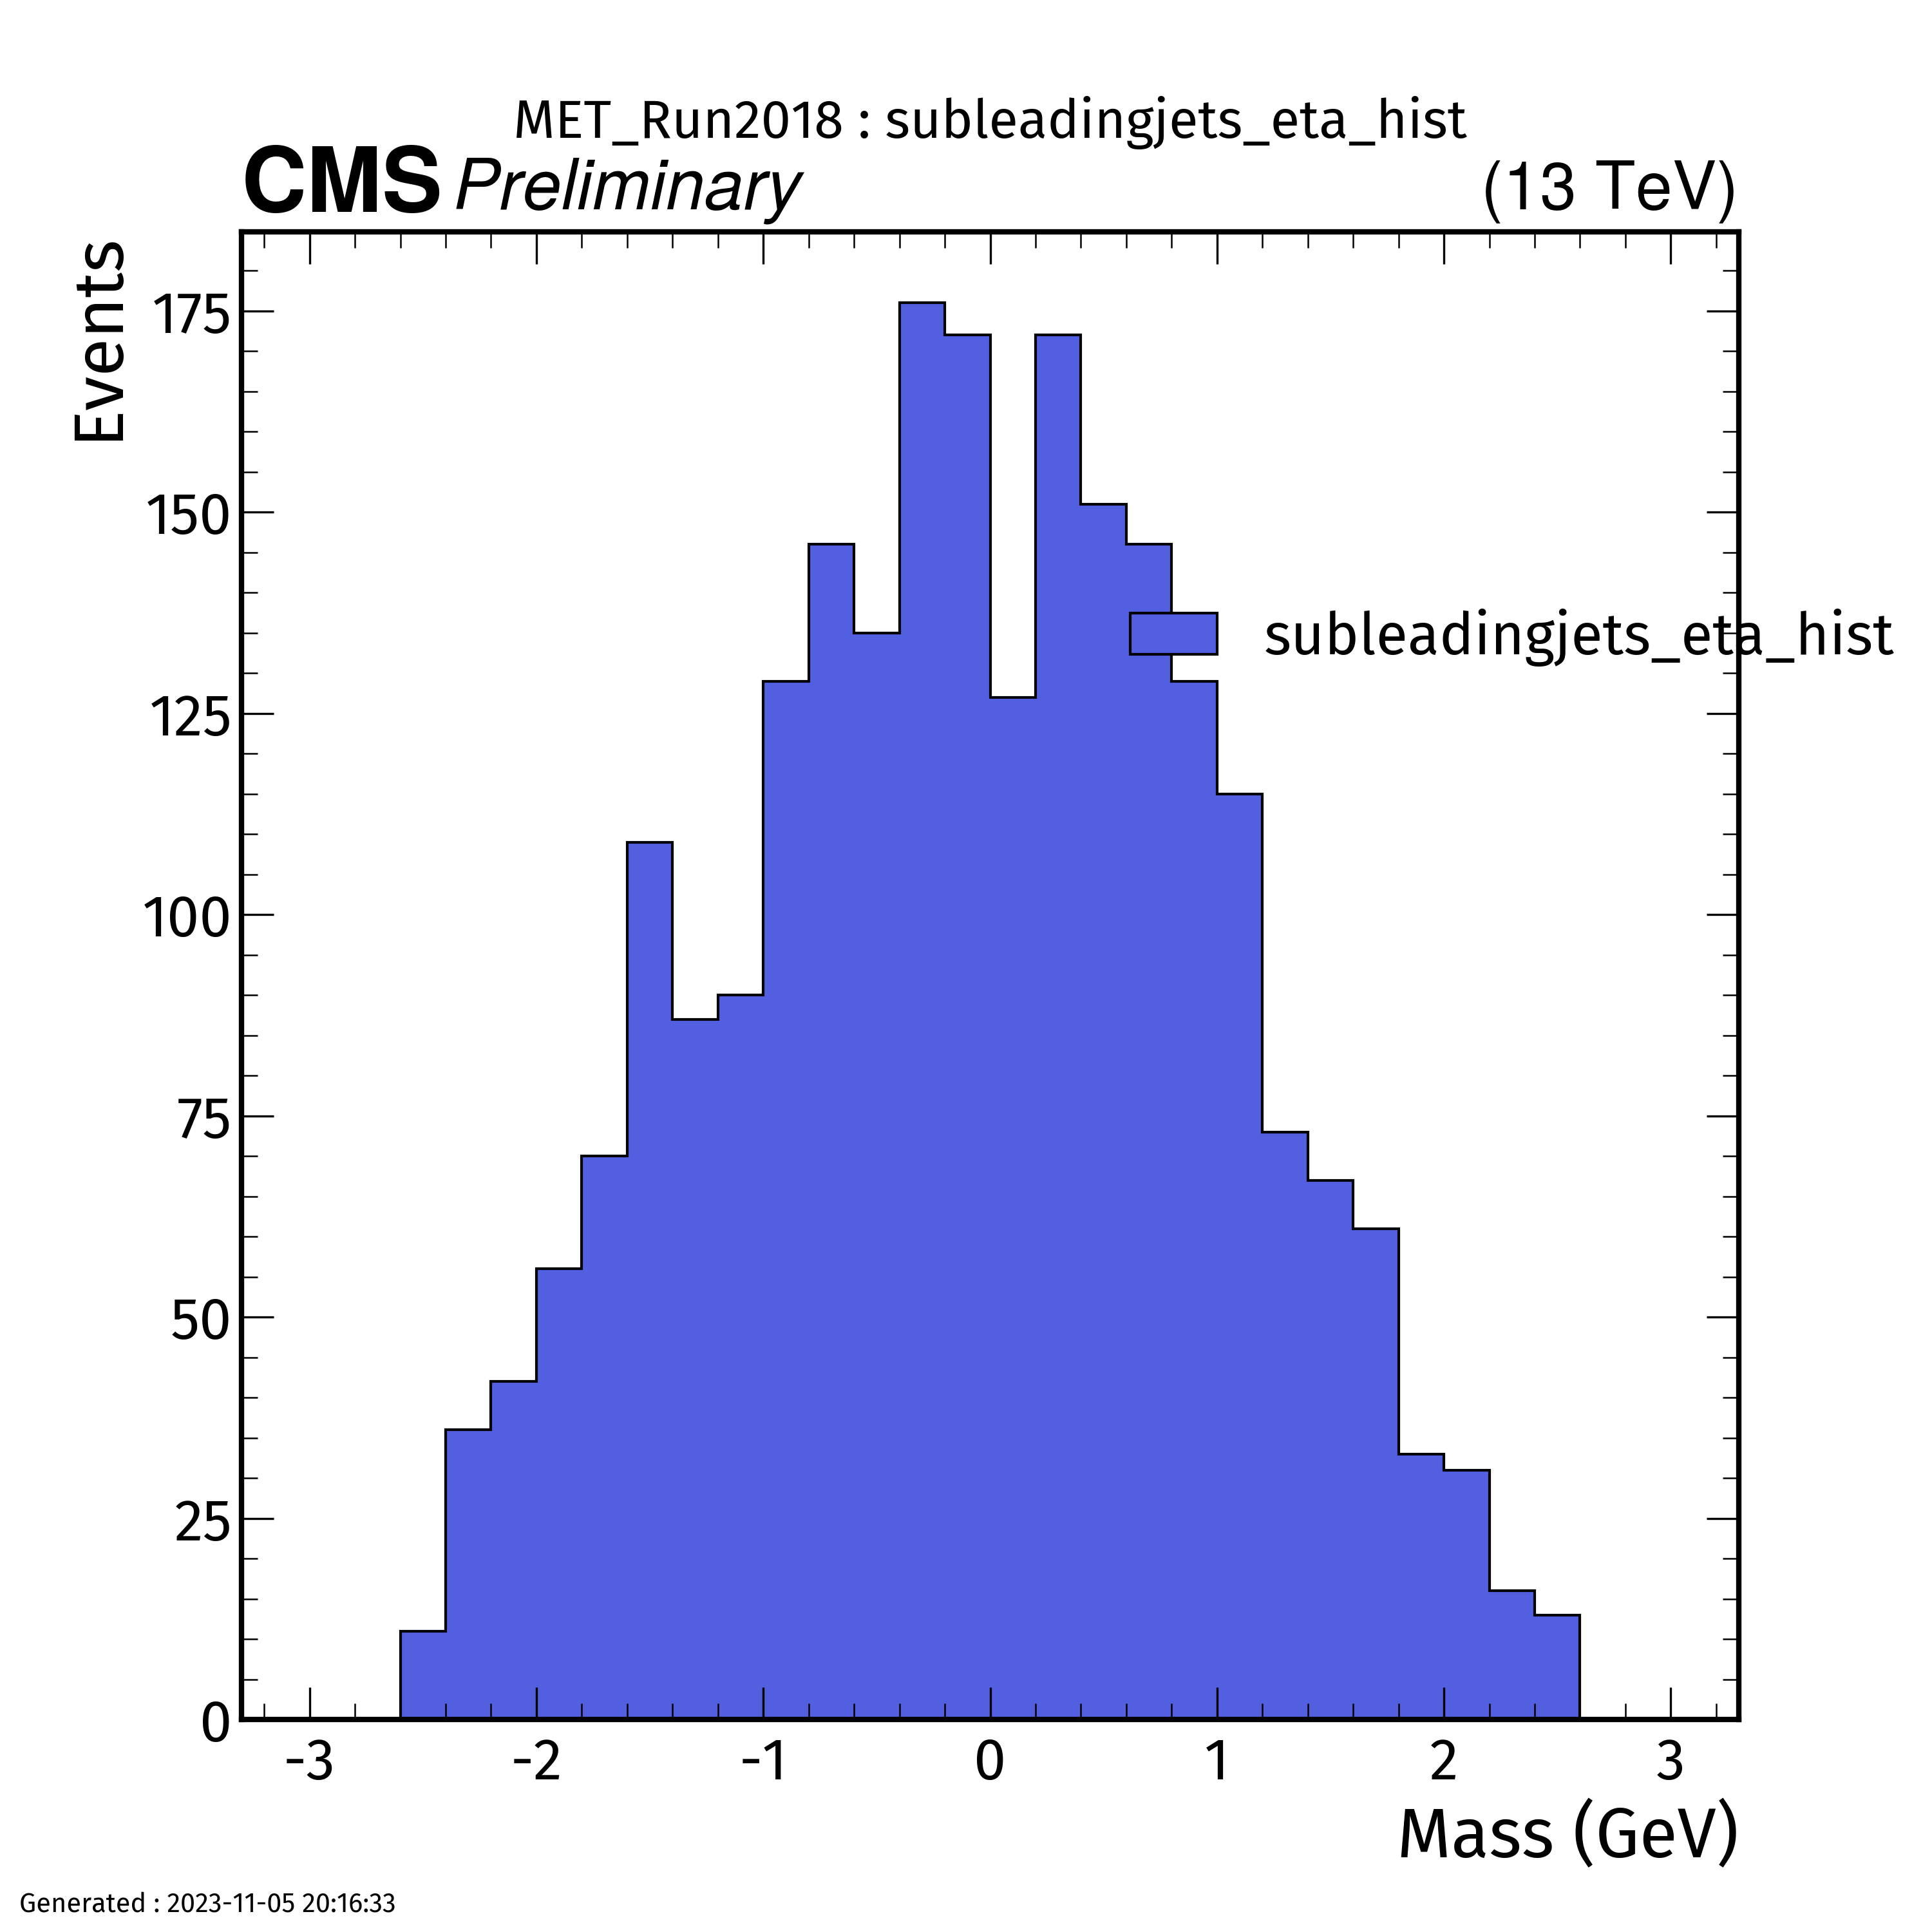 MET_Run2018 : subleadingjets_eta_hist
CMS Preliminary (13 TeV)
Events
175
150
125
100
75
50
25
0
subleadingjets_eta_hist
-3 -2 -1 0 1 2 3
Mass (GeV)
Generated : 2023-11-05 20:16:33